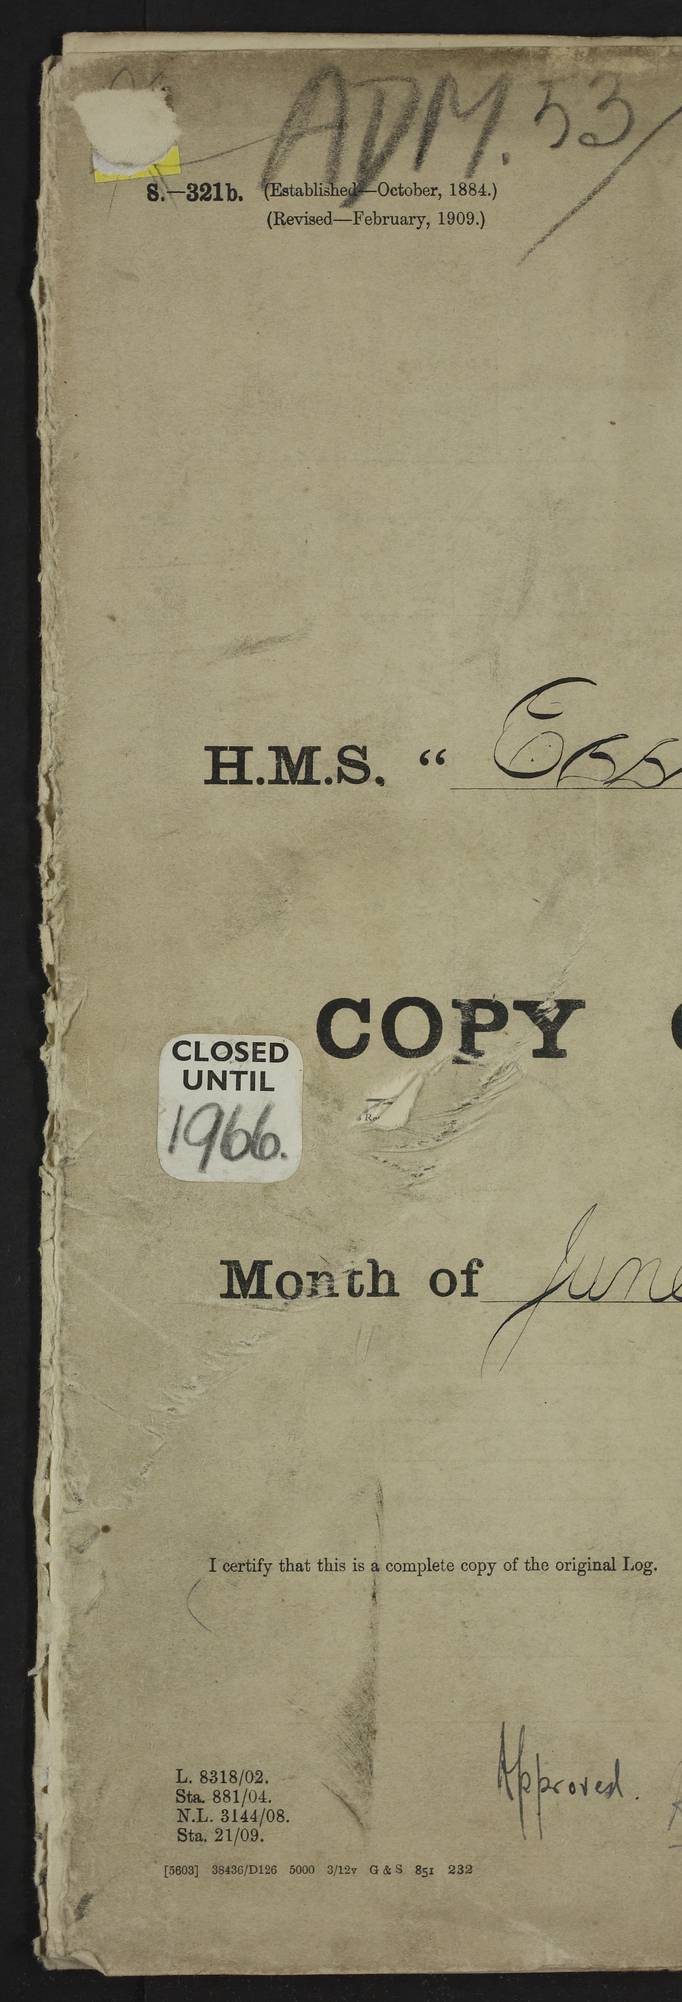 ADM. 53/
S.—321b. (Established—October, 1884.)
(Revised—February, 1909.)
H.M.S. “ Ess
COPY
CLOSED
UNTIL
1966.
Month of June
I certify that this is a complete copy of the original Log.
Approved.
L. 8318/02.
Sta. 881/04.
N.L. 3144/08.
Sta. 21/09.
[5603] 38436/D126 5000 3/12v G & S 851 232